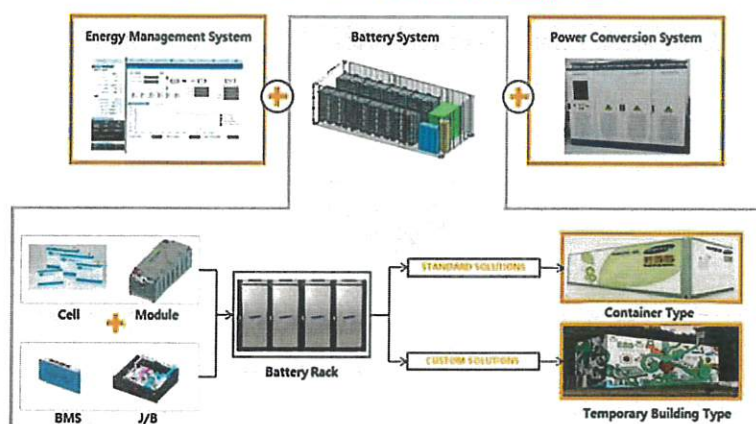 Energy Management System
Battery System
Power Conversion System
Cell
Module
BMS
J/B
Battery Rack
STANDARD SOLUTIONS
CUSTOM SOLUTIONS
Container Type
Temporary Building Type